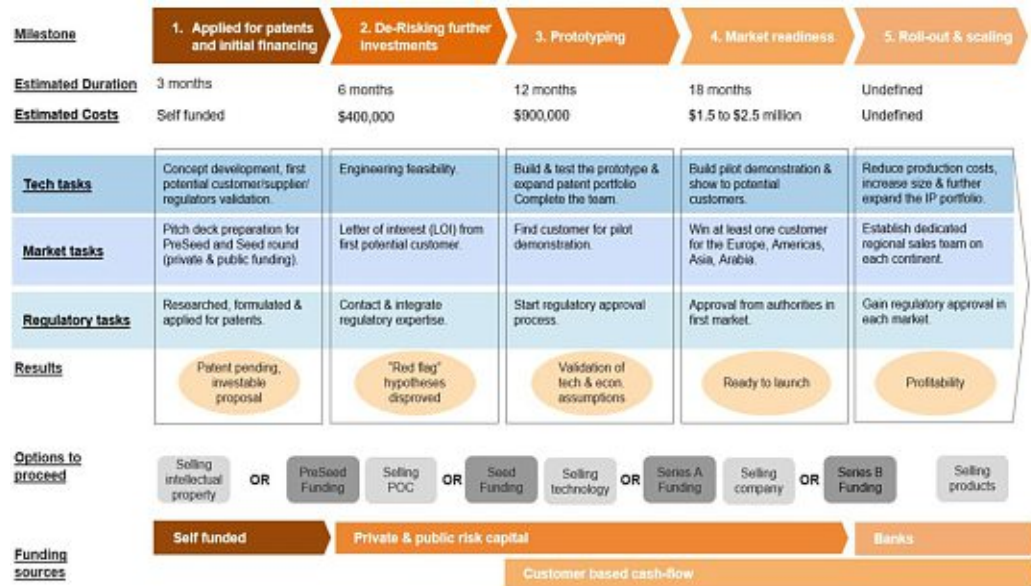 Milestone
1. Applied for patents
and initial financing
2. De-Risking further
investments
3. Prototyping
4. Market readiness
5. Roll-out & scaling
Estimated Duration
3 months
6 months
12 months
18 months
Undefined
Estimated Costs
Self funded
$400,000
$900,000
$1.5 to $2.5 million
Undefined
Tech tasks
Concept development, first
potential customer/supplier/
regulators validation.
Engineering feasibility.
Build & test the prototype &
expand patent portfolio
Complete the team.
Build pilot demonstration &
show to potential
customers.
Reduce production costs,
increase size & further
expand the IP portfolio.
Market tasks
Pitch deck preparation for
PreSeed and Seed round
(private & public funding).
Letter of interest (LOI) from
first potential customer.
Find customer for pilot
demonstration.
Win at least one customer
for the Europe, Americas,
Asia, Arabia.
Establish dedicated
regional sales team on
each continent.
Regulatory tasks
Researched, formulated &
applied for patents.
Contact & integrate
regulatory expertise.
Start regulatory approval
process.
Approval from authorities in
first market.
Gain regulatory approval in
each market.
Results
Patent pending,
investable
proposal
"Red flag"
hypotheses
disproved
Validation of
tech & econ.
assumptions
Ready to launch
Profitability
Options to
proceed
Selling
intellectual
property
OR
PreSeed
Funding
Selling
POC
OR
Seed
Funding
Selling
technology
OR
Series A
Funding
Selling
company
OR
Series B
Funding
Selling
products
Funding
sources
Self funded
Private & public risk capital
Banks
Customer based cash-flow